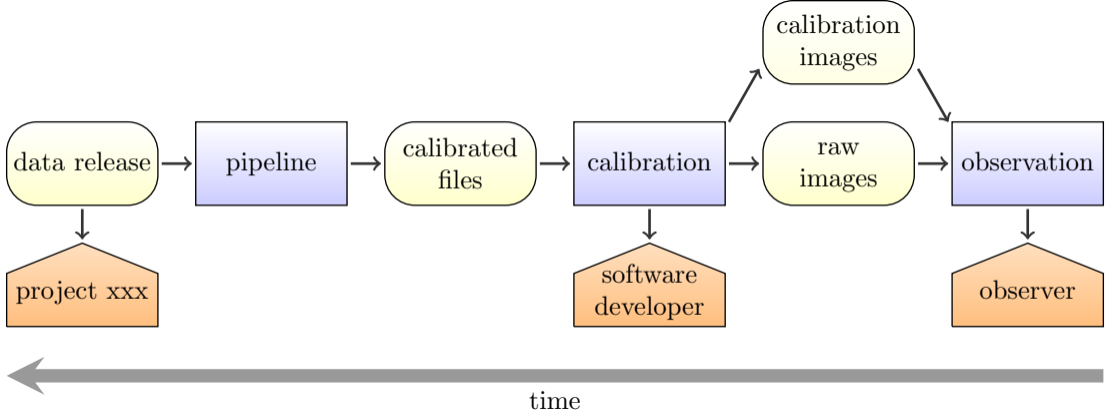 calibration
images
data release
pipeline
calibrated
files
calibration
raw
images
observation
project xxx
software
developer
observer
time